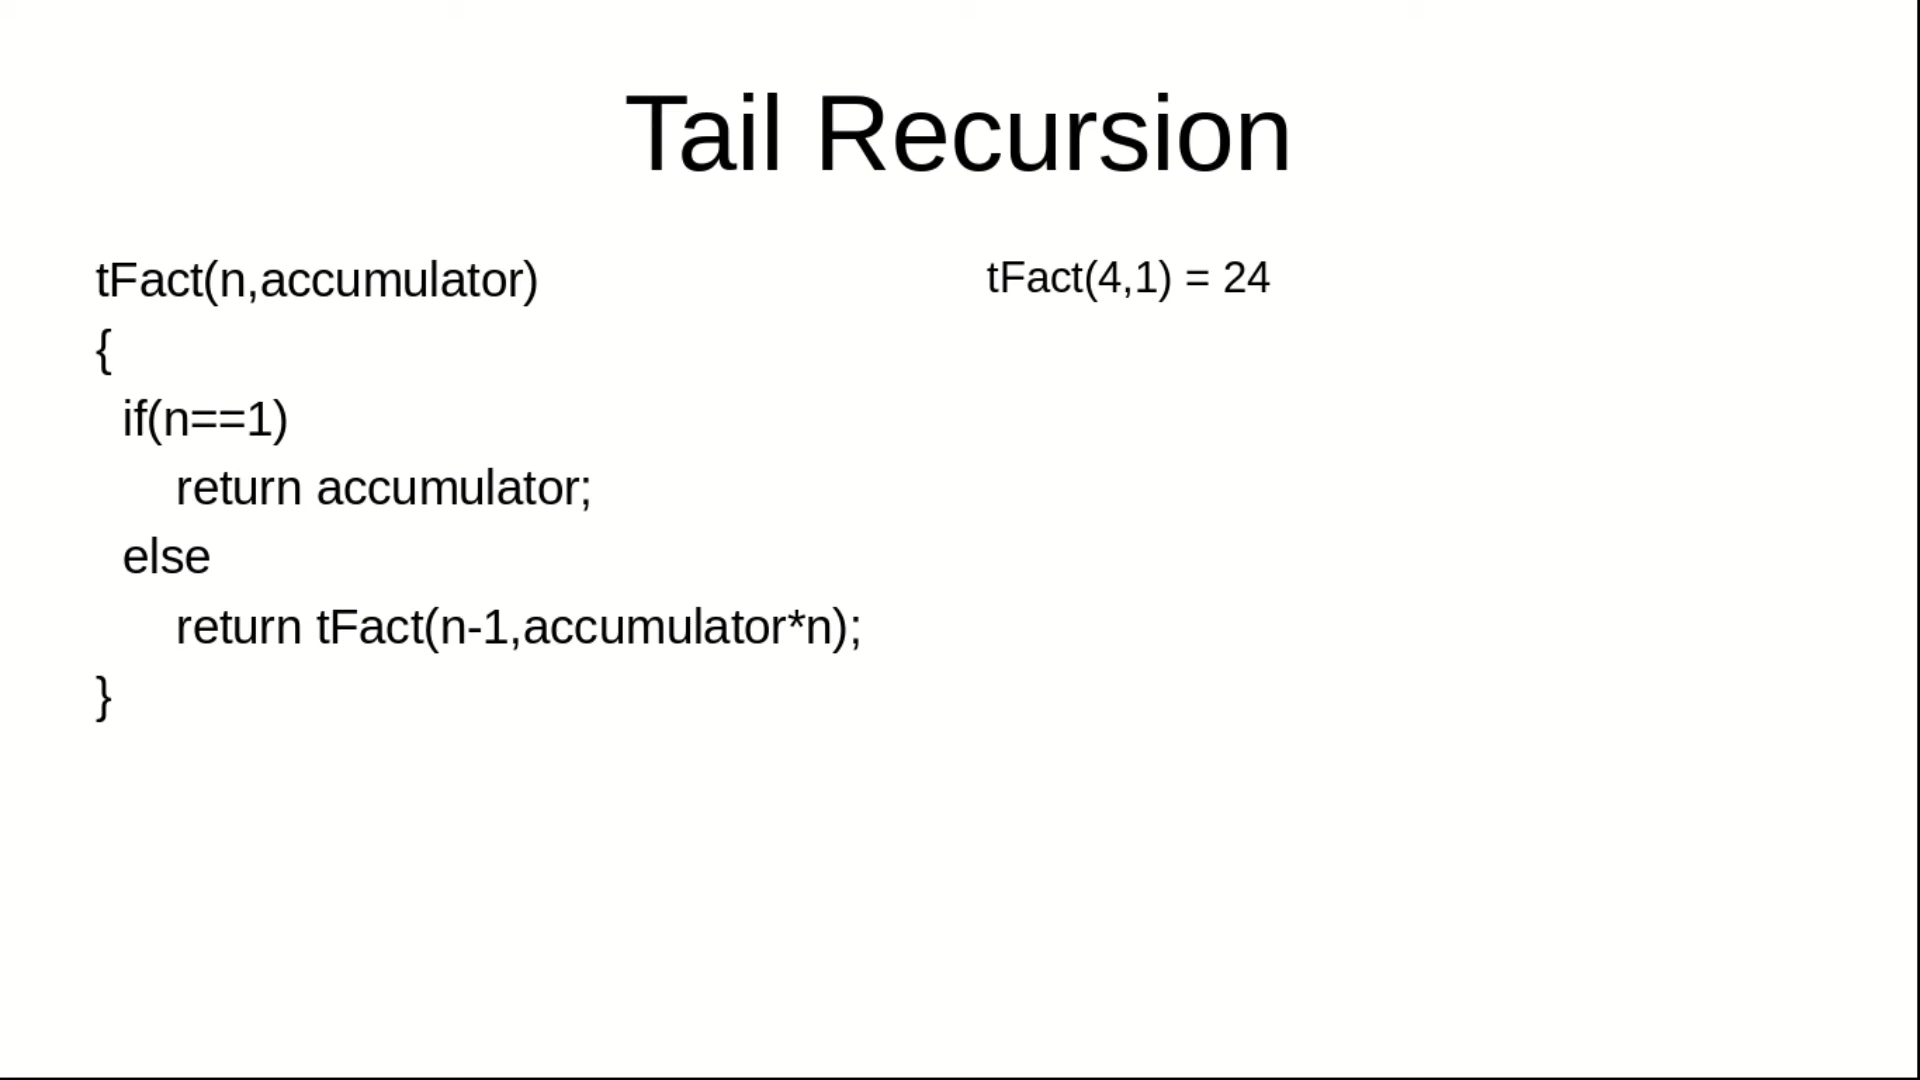 Tail Recursion
tFact(n,accumulator)
{
if(n==1)
return accumulator;
else
return tFact(n-1,accumulator*n);
}
tFact(4,1) = 24